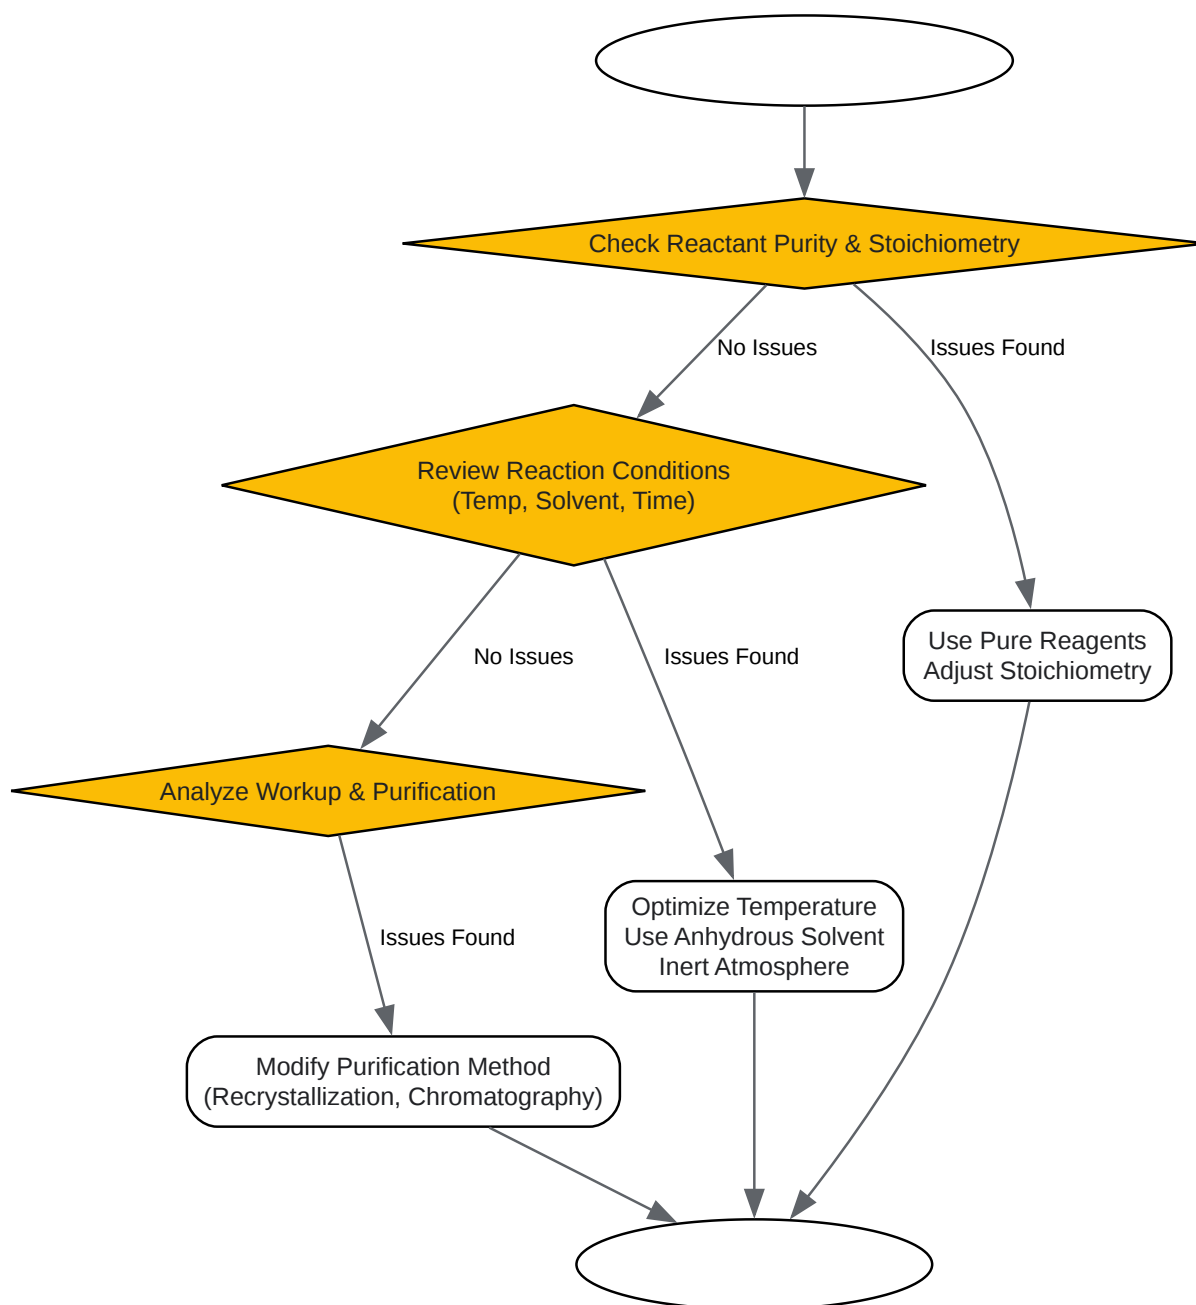 Check Reactant Purity & Stoichiometry
No Issues
Issues Found
Review Reaction Conditions
(Temp, Solvent, Time)
No Issues
Issues Found
Use Pure Reagents
Adjust Stoichiometry
Analyze Workup & Purification
Issues Found
Optimize Temperature
Use Anhydrous Solvent
Inert Atmosphere
Modify Purification Method
(Recrystallization, Chromatography)